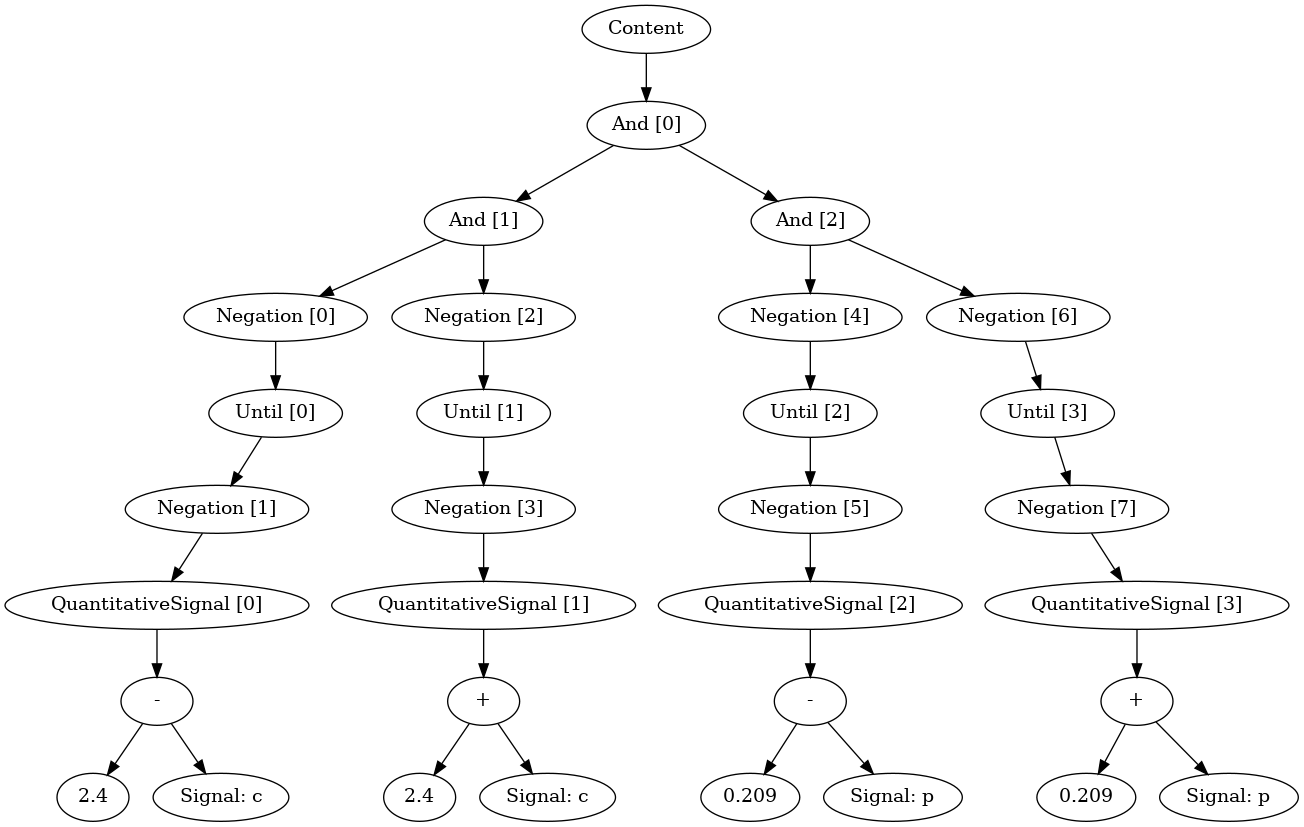 Content
And [0]
And [1] And [2]
Negation [0] Negation [2] Negation [4] Negation [6]
Until [0] Until [1] Until [2] Until [3]
Negation [1] Negation [3] Negation [5] Negation [7]
QuantitativeSignal [0] QuantitativeSignal [1] QuantitativeSignal [2] QuantitativeSignal [3]
- + - +
2.4 Signal: c 2.4 Signal: c 0.209 Signal: p 0.209 Signal: p